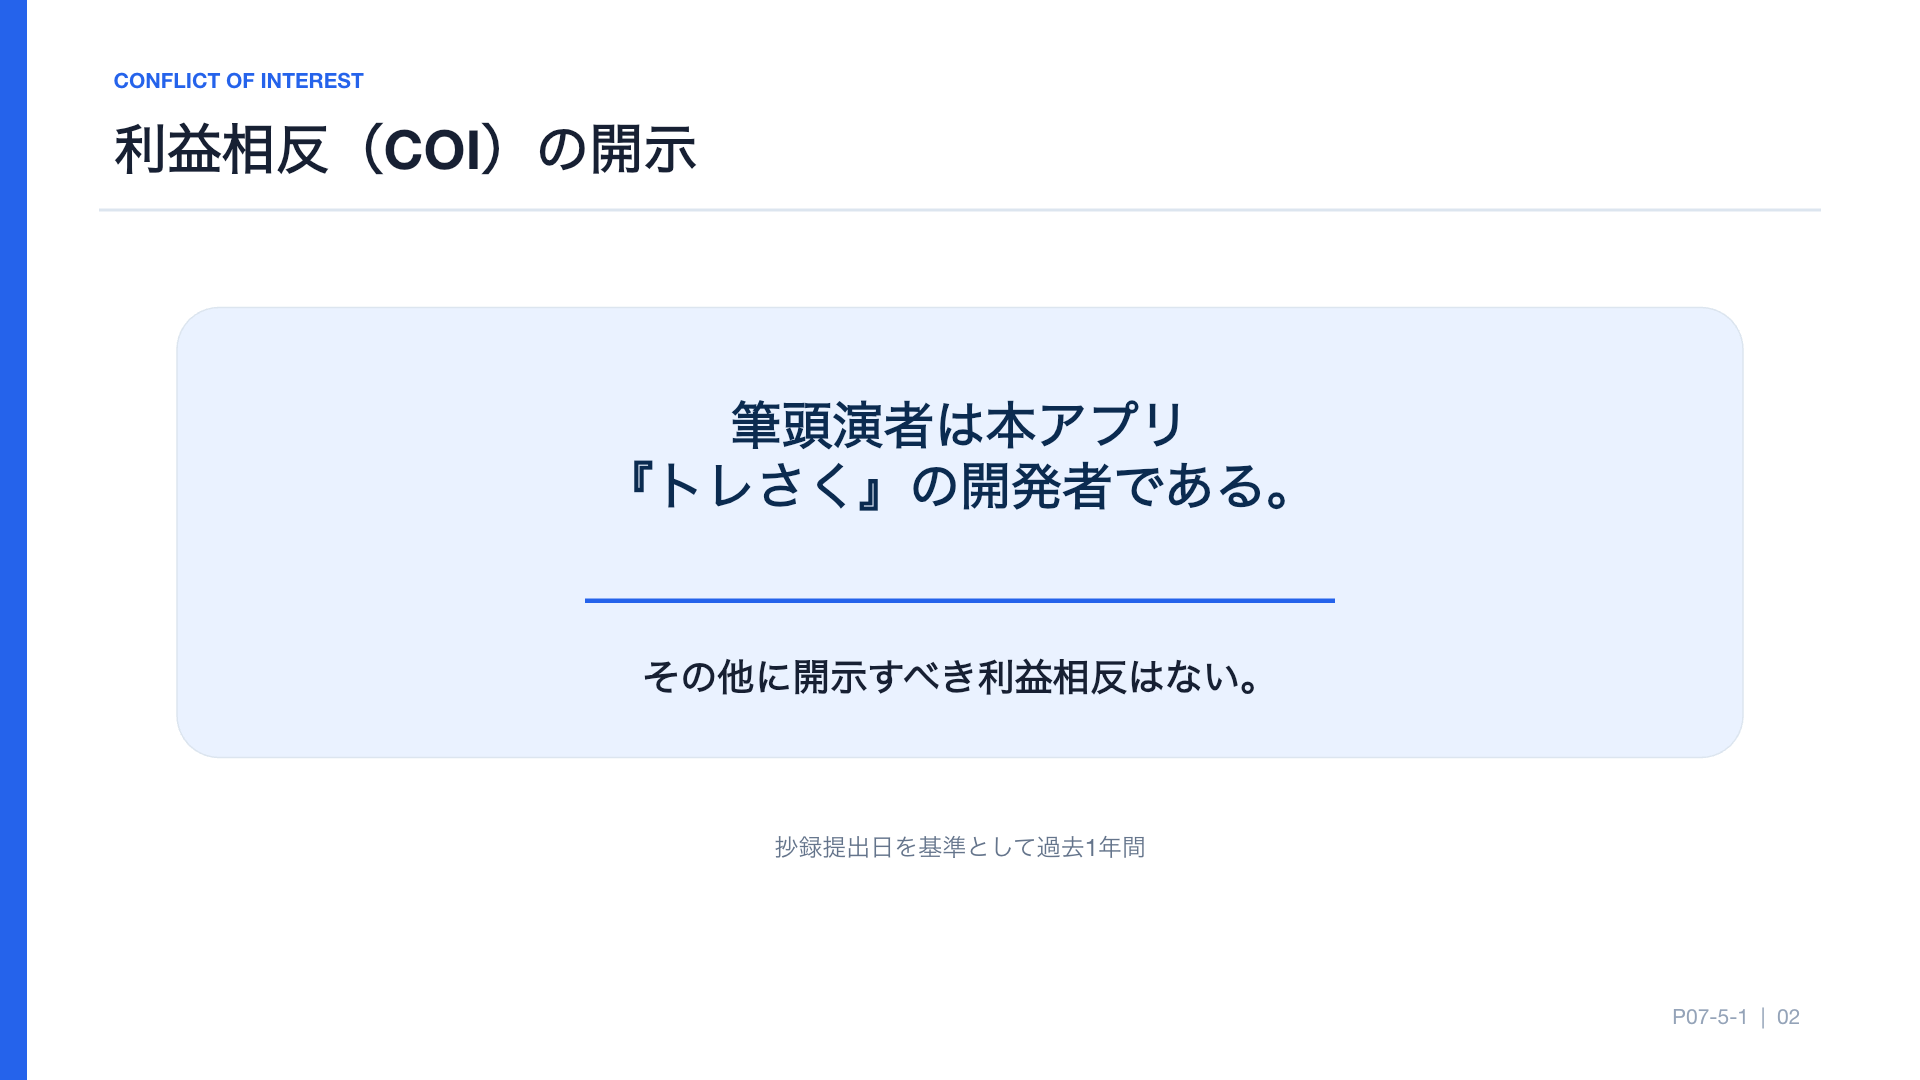 CONFLICT OF INTEREST
利益相反（COI）の開示
筆頭演者は本アプリ
『トレさく』の開発者である。
その他に開示すべき利益相反はない。
抄録提出日を基準として過去1年間
P07-5-1 | 02